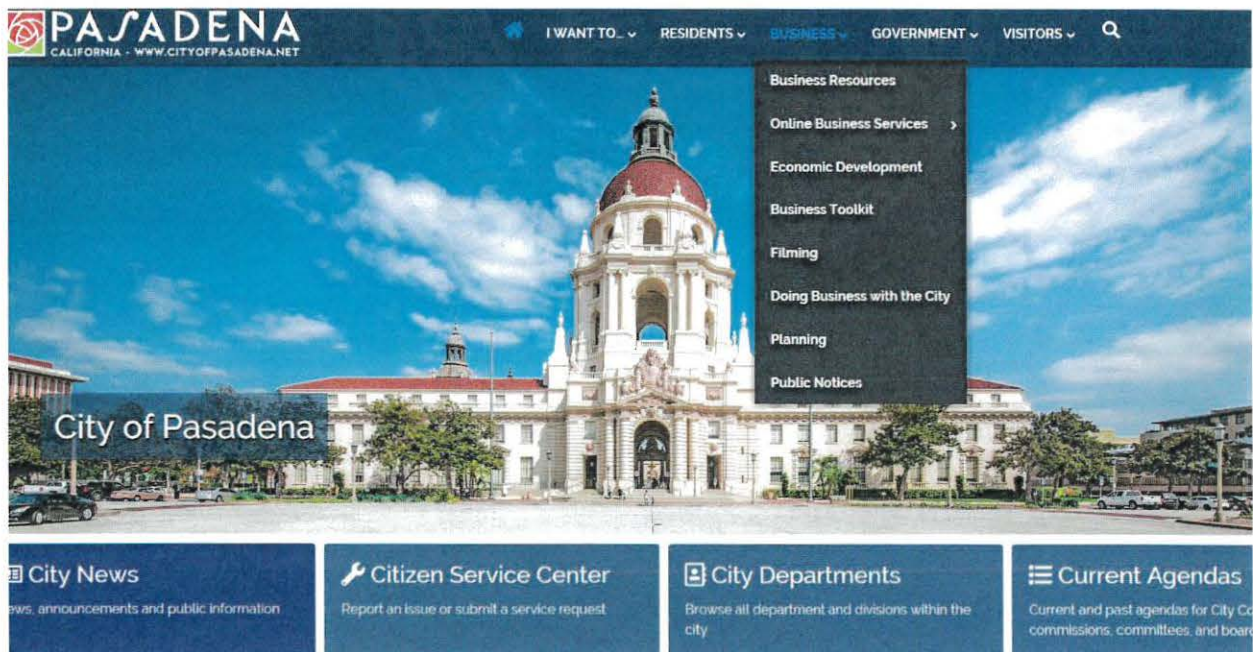 PASADENA
CALIFORNIA - WWW.CITYOFPASADENA.NET
I WANT TO... RESIDENTS BUSINESS GOVERNMENT VISITORS
Business Resources
Online Business Services
Economic Development
Business Toolkit
Filming
Doing Business with the City
Planning
Public Notices
City of Pasadena
City News
ews, announcements and public information
Citizen Service Center
Report an issue or submit a service request
City Departments
Browse all department and divisions within the
city
Current Agendas
Current and past agendas for City Co
commissions, committees, and board